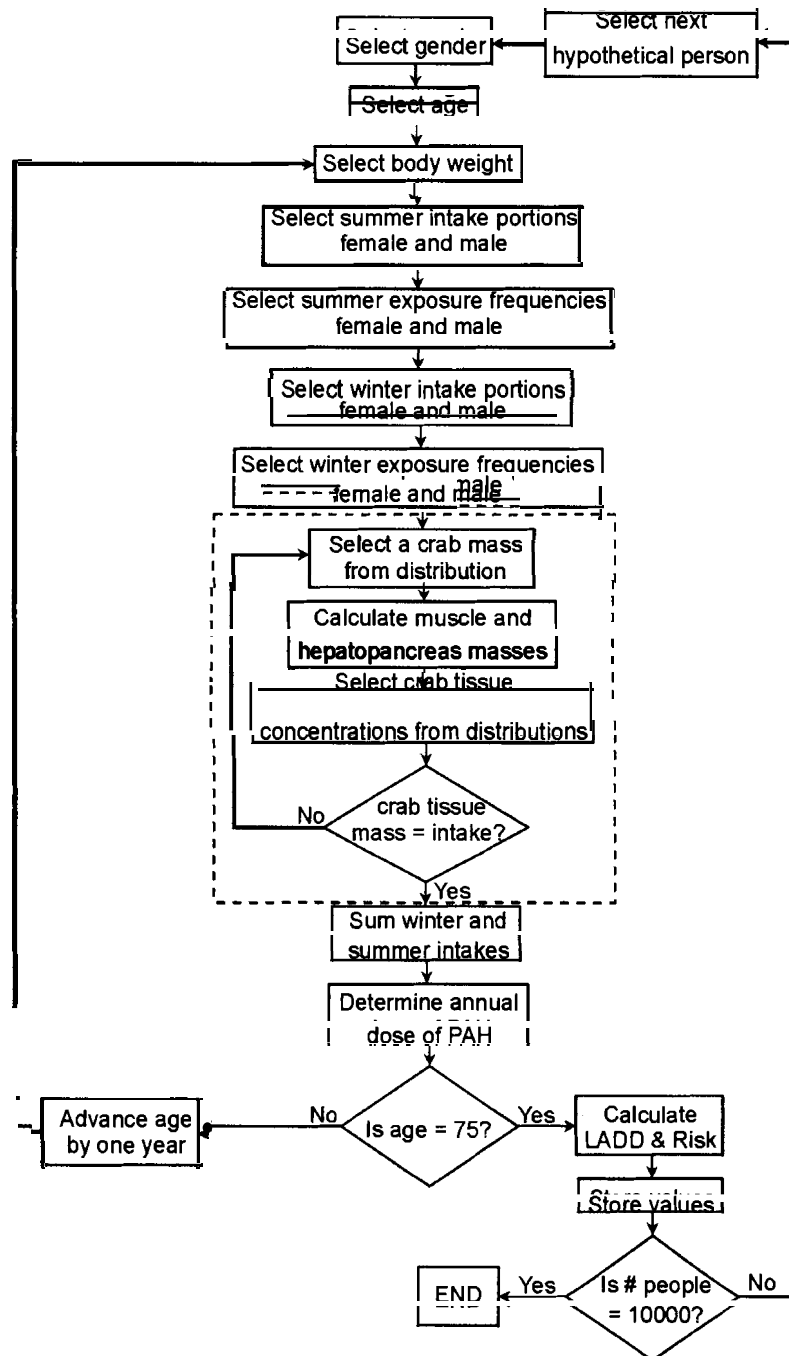 Select next
hypothetical person
Select gender
Select age
Select body weight
Select summer intake portions
female and male
Select summer exposure frequencies
female and male
Select winter intake portions
female and male
Select winter exposure frequencies
male
female and male
Select a crab mass
from distribution
Calculate muscle and
hepatopancreas masses
Select crab tissue
concentrations from distributions
No
crab tissue
mass = intake?
Yes
Sum winter and
summer intakes
Determine annual
dose of PAH
Advance age
by one year
No
Is age = 75?
Yes
Calculate
LADD & Risk
Store values
END
Yes
Is # people
= 10000?
No